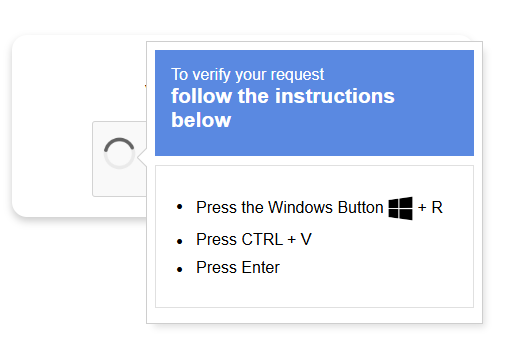 To verify your request
follow the instructions
below
• Press the Windows Button + R
• Press CTRL + V
• Press Enter